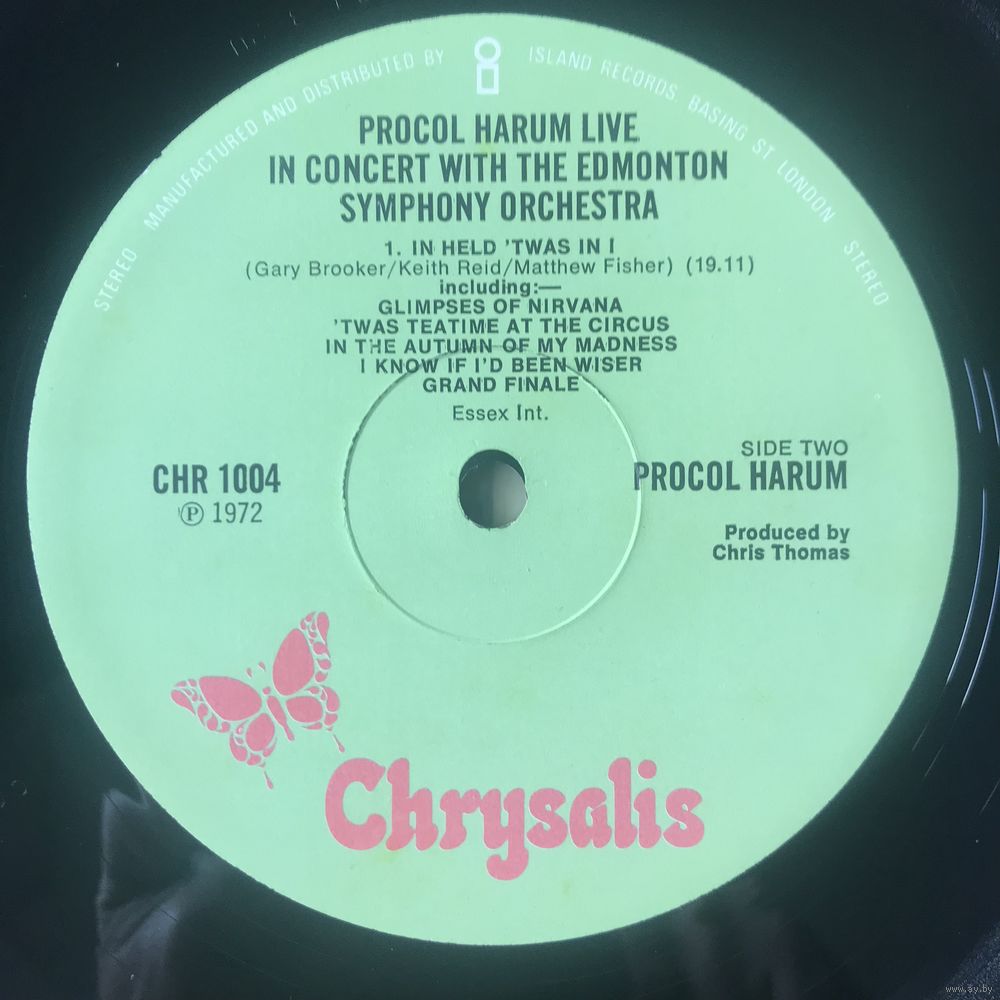 MANUFACTURED AND DISTRIBUTED BY ISLAND RECORDS, BASING ST LONDON
STEREO
STEREO
PROCOL HARUM LIVE
IN CONCERT WITH THE EDMONTON
SYMPHONY ORCHESTRA
1. IN HELD 'TWAS IN I
(Gary Brooker/Keith Reid/Matthew Fisher) (19.11)
including:—
GLIMPSES OF NIRVANA
'TWAS TEATIME AT THE CIRCUS
IN THE AUTUMN OF MY MADNESS
I KNOW IF I'D BEEN WISER
GRAND FINALE
Essex Int.
SIDE TWO
PROCOL HARUM
CHR 1004
℗ 1972
Produced by
Chris Thomas
Chrysalis
www.ay.by